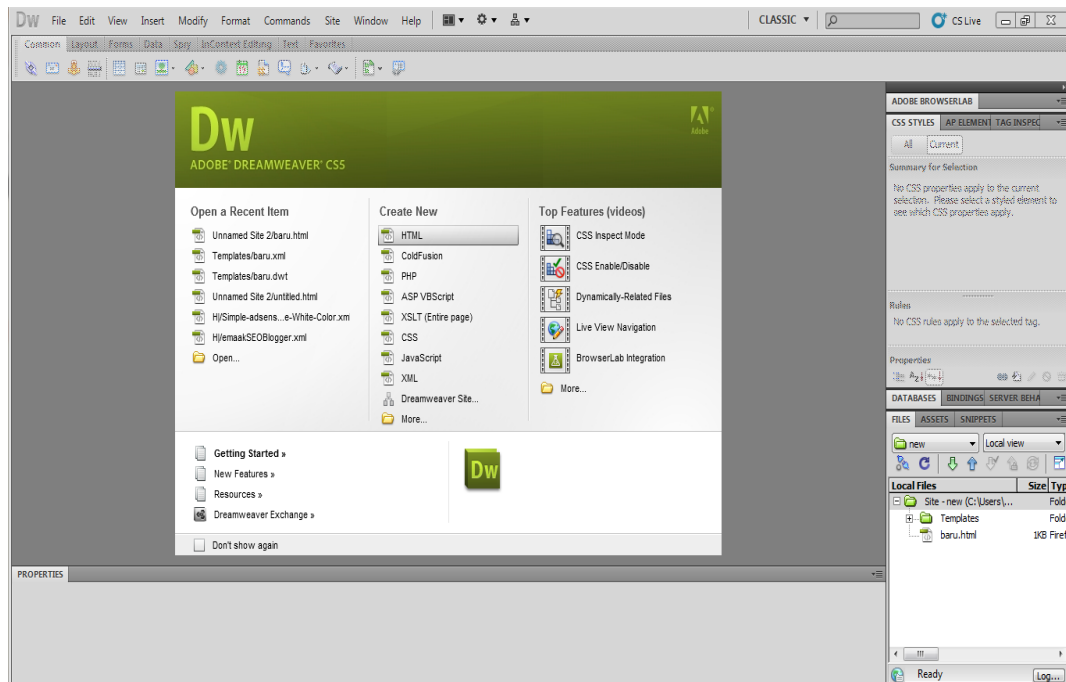 DW File Edit View Insert Modify Format Commands Site Window Help CLASSIC CS Live
Common Layout Forms Data Spry InContext Editing Text Favorites
Dw
ADOBE® DREAMWEAVER® CS5
Adobe
Open a Recent Item
Unnamed Site 2/baru.html
Templates/baru.xml
Templates/baru.dwt
Unnamed Site 2/untitled.html
H|/Simple-adsens...e-White-Color.xm
H|/emaakSEOBlogger.xml
Open...
Create New
HTML
ColdFusion
PHP
ASP VBScript
XSLT (Entire page)
CSS
JavaScript
XML
Dreamweaver Site...
More...
Top Features (videos)
CSS Inspect Mode
CSS Enable/Disable
Dynamically-Related Files
Live View Navigation
BrowserLab Integration
More...
Getting Started »
New Features »
Resources »
Dreamweaver Exchange »
Dw
Don't show again
PROPERTIES
ADOBE BROWSERLAB
CSS STYLES AP ELEMENT TAG INSPEC
All Current
Summary for Selection
No CSS properties apply to the current
selection. Please select a styled element to
see which CSS properties apply.
Rules
No CSS rules apply to the selected tag.
Properties
DATABASES BINDINGS SERVER BEHA
FILES ASSETS SNIPPETS
new Local view
Local Files Size Typ
Site - new (C:\Users\... Fold
Templates Fold
baru.html 1KB Firef
Ready Log...